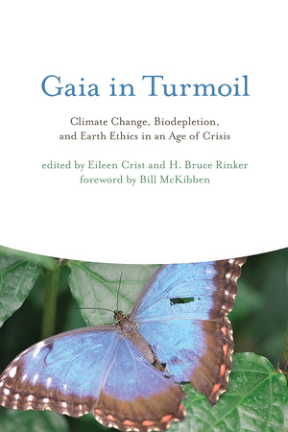 Gaia in Turmoil
Climate Change, Biodepletion,
and Earth Ethics in an Age of Crisis
edited by Eileen Crist and H. Bruce Rinker
foreword by Bill McKibben